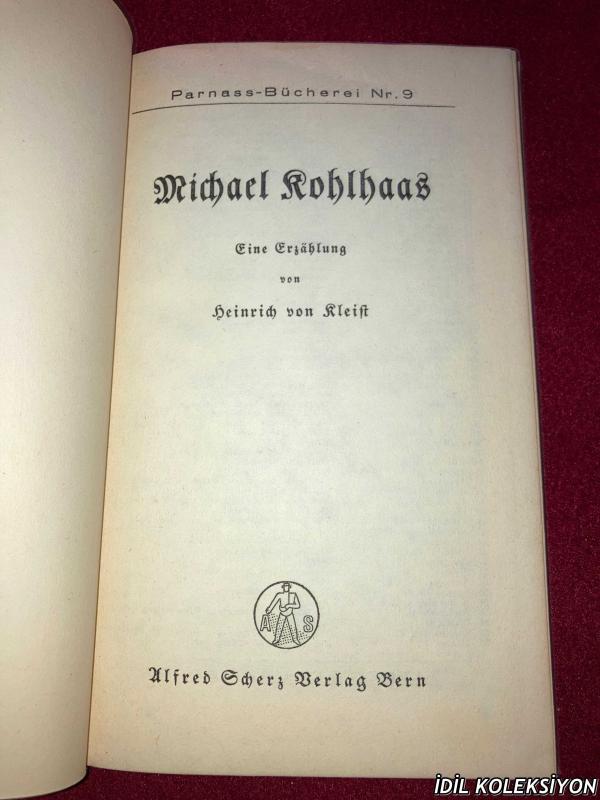 Parnass-Bücherei Nr. 9
Michael Kohlhaas
Eine Erzählung
von
Heinrich von Kleist
A S
Alfred Scherz Verlag Bern
İDİL KOLEKSİYON